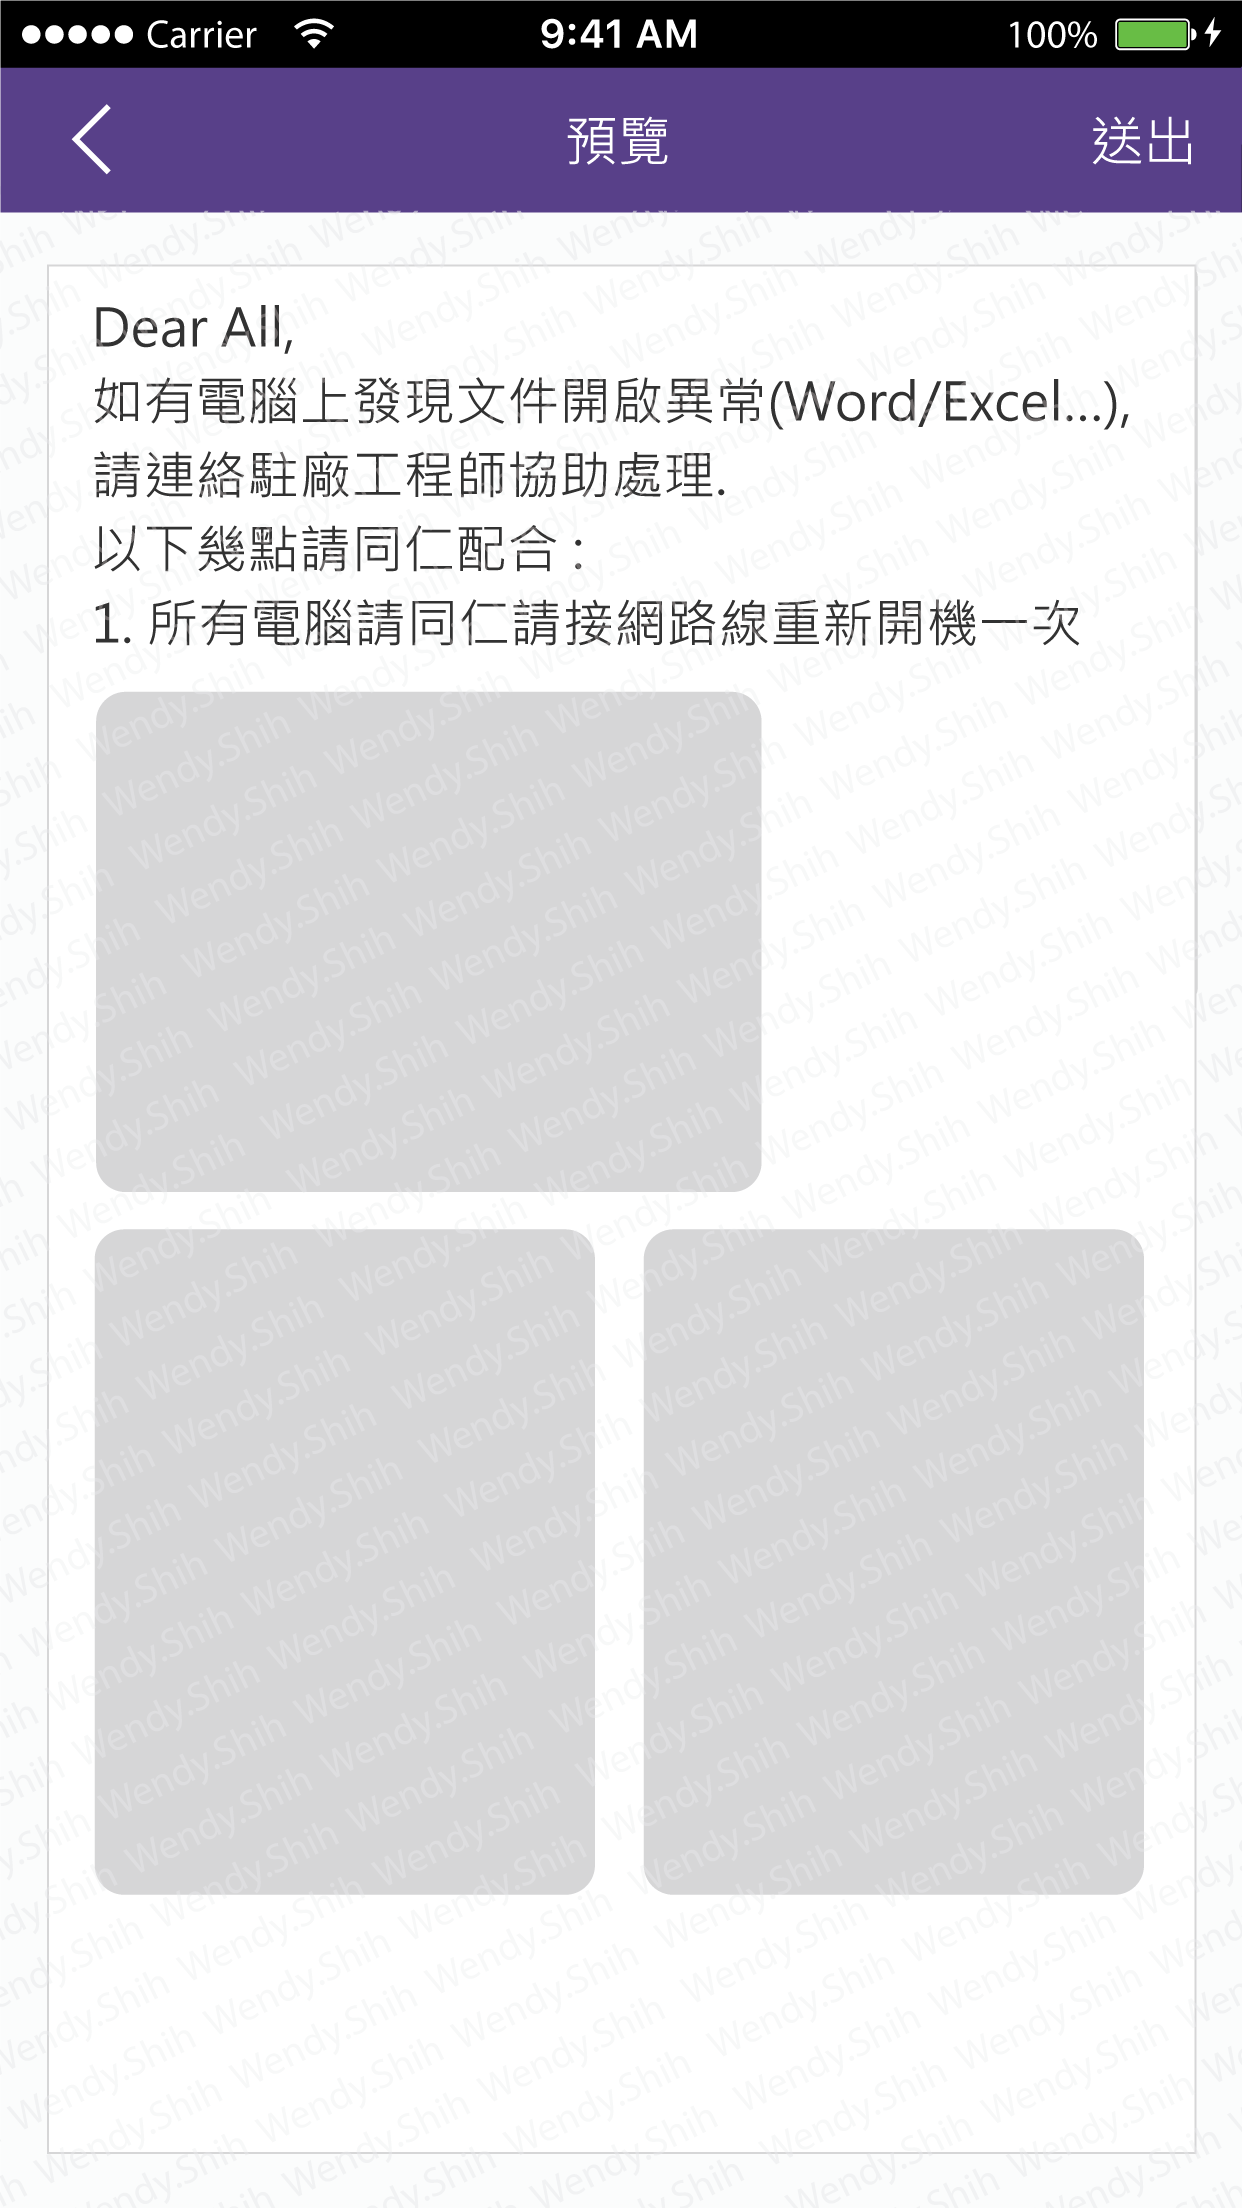 Carrier 9:41 AM 100%
預覽 送出
Dear All,
如有電腦上發現文件開啟異常(Word/Excel...),
請連絡駐廠工程師協助處理.
以下幾點請同仁配合：
1. 所有電腦請同仁請接網路線重新開機一次
Wendy.Shih